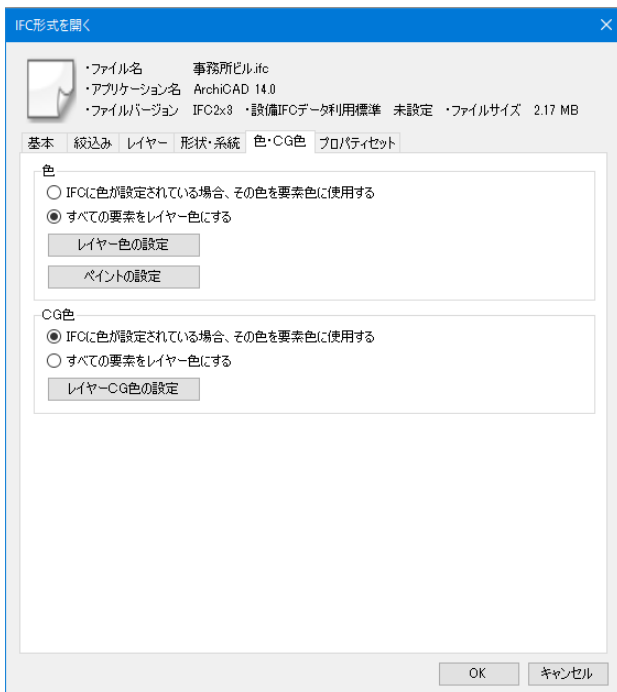 IFC形式を開く
・ファイル名 事務所ビル.ifc
・アプリケーション名 ArchiCAD 14.0
・ファイルバージョン IFC2x3 ・設備IFCデータ利用標準 未設定 ・ファイルサイズ 2.17 MB
基本 絞込み レイヤー 形状・系統 色・CG色 プロパティセット
色
IFCに色が設定されている場合、その色を要素色に使用する
すべての要素をレイヤー色にする
レイヤー色の設定
ペイントの設定
CG色
IFCに色が設定されている場合、その色を要素色に使用する
すべての要素をレイヤー色にする
レイヤーCG色の設定
OK キャンセル